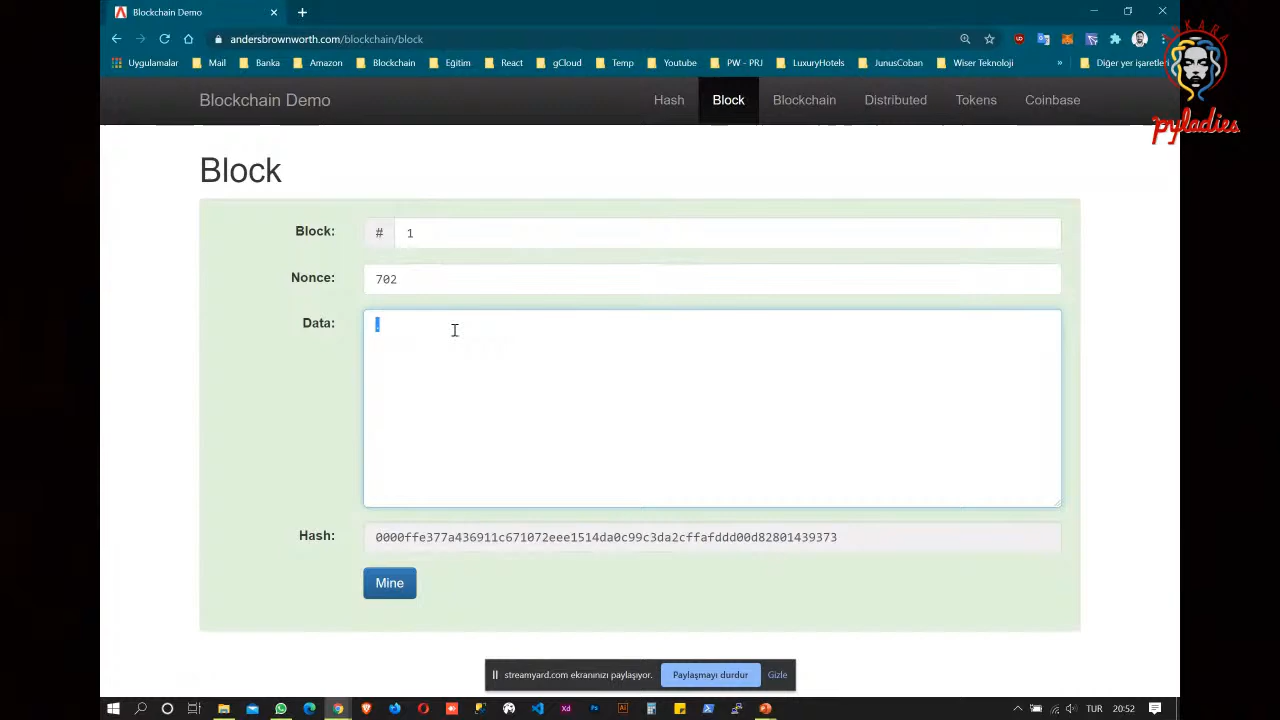 Blockchain Demo
andersbrownworth.com/blockchain/block
Uygulamalar Mail Banka Amazon Blockchain Eğitim React gCloud Temp Youtube PW - PRJ LuxuryHotels JunusCoban Wiser Teknoloji » Diğer yer işaretleri
ANKARA
pyladies
Blockchain Demo Hash Block Blockchain Distributed Tokens Coinbase
Block
Block: # 1
Nonce: 702
Data: .
Hash: 0000ffe377a436911c671072eee1514da0c99c3da2cffafddd00d82801439373
Mine
streamyard.com ekranınızı paylaşıyor. Paylaşmayı durdur Gizle
TUR 20:52